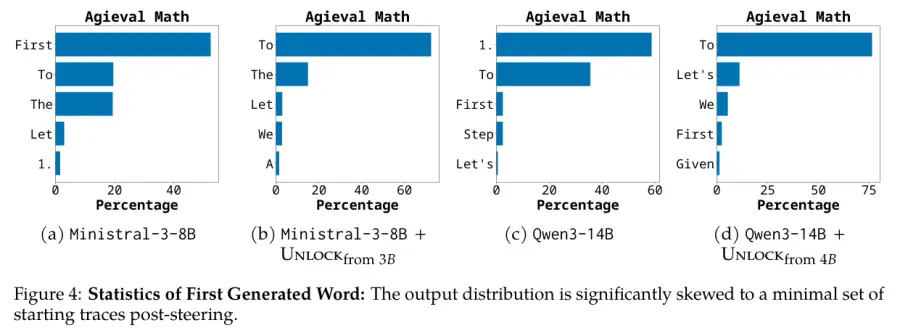 Agieval Math
First
To
The
Let
1.
0 20 40
Percentage
(a) Ministral-3-8B
Agieval Math
To
The
Let
We
A
0 20 40 60
Percentage
(b) Ministral-3-8B +
UNLOCKfrom 3B
Agieval Math
1.
To
First
Step
Let's
0 20 40 60
Percentage
(c) Qwen3-14B
Agieval Math
To
Let's
We
First
Given
0 25 50 75
Percentage
(d) Qwen3-14B +
UNLOCKfrom 4B
Figure 4: Statistics of First Generated Word: The output distribution is significantly skewed to a minimal set of
starting traces post-steering.